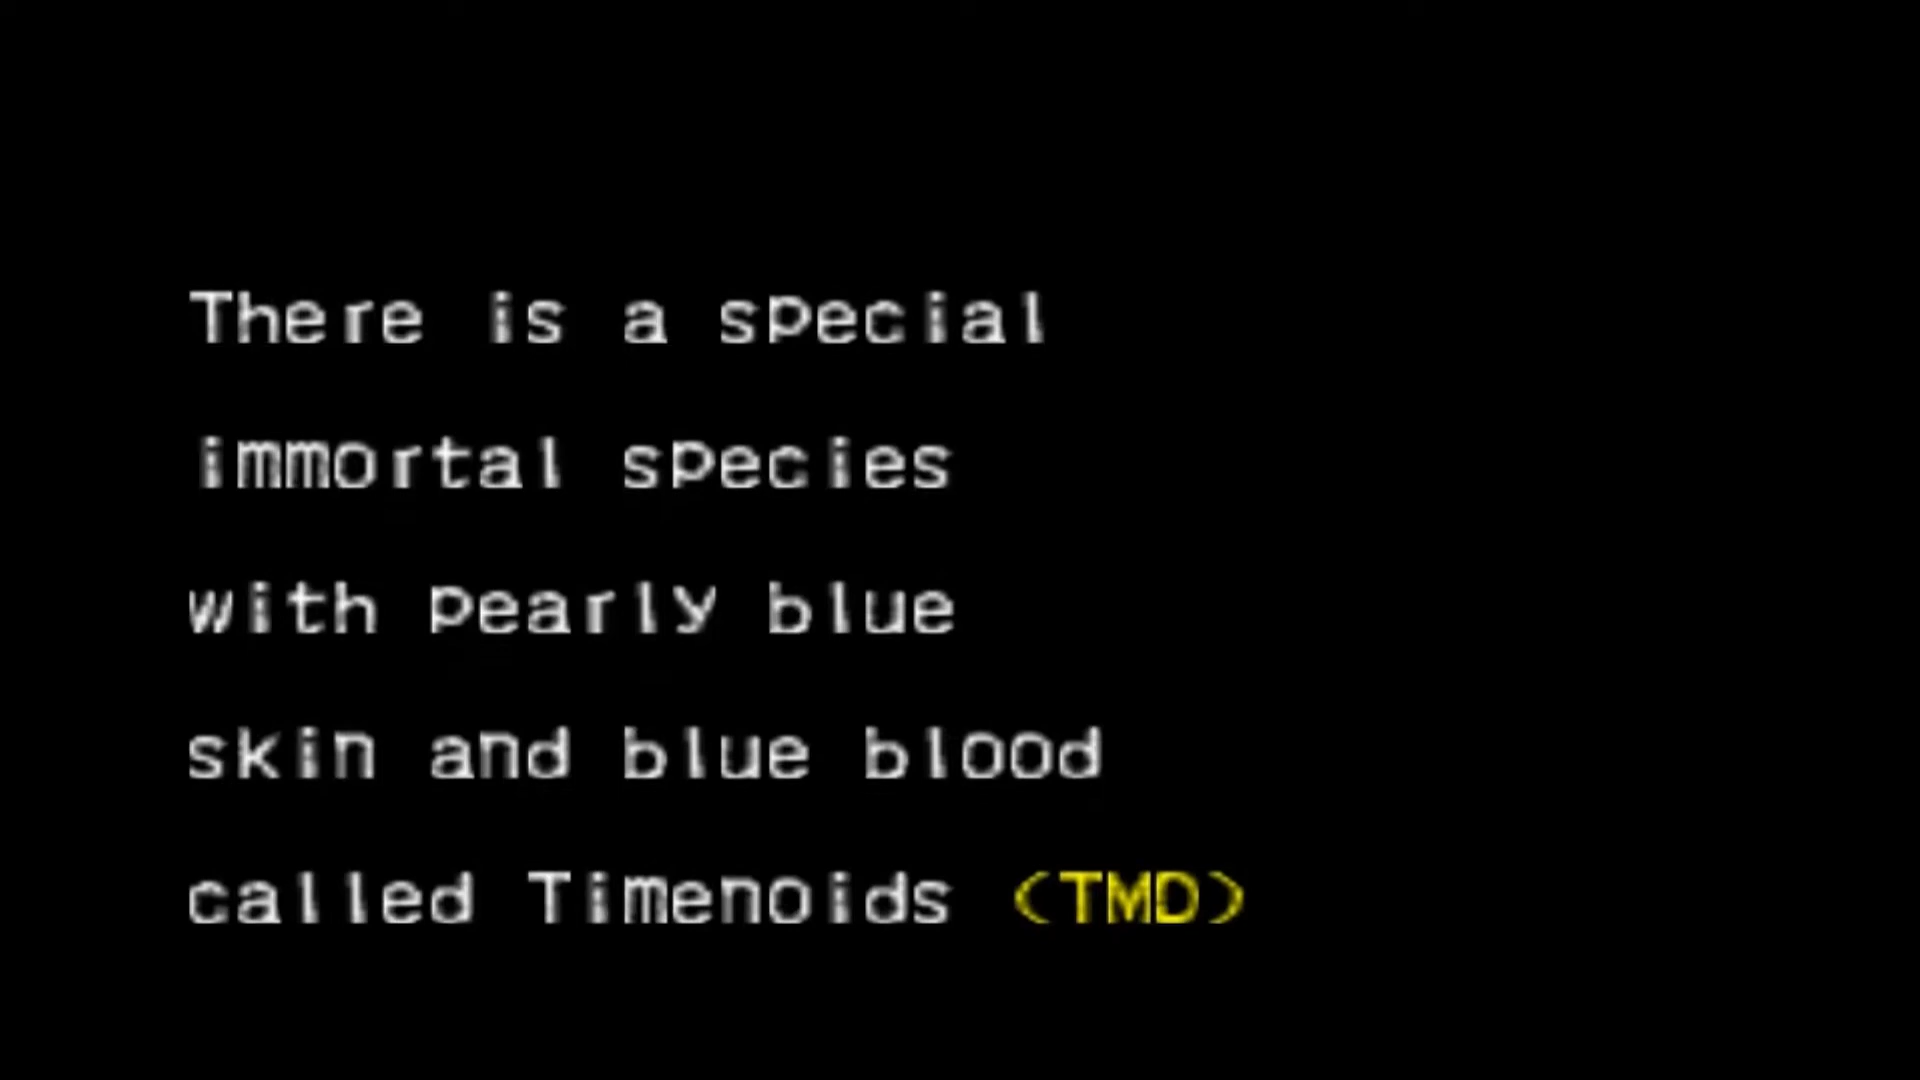 There is a special
immortal species
with pearly blue
skin and blue blood
called Timenoids (TMD)